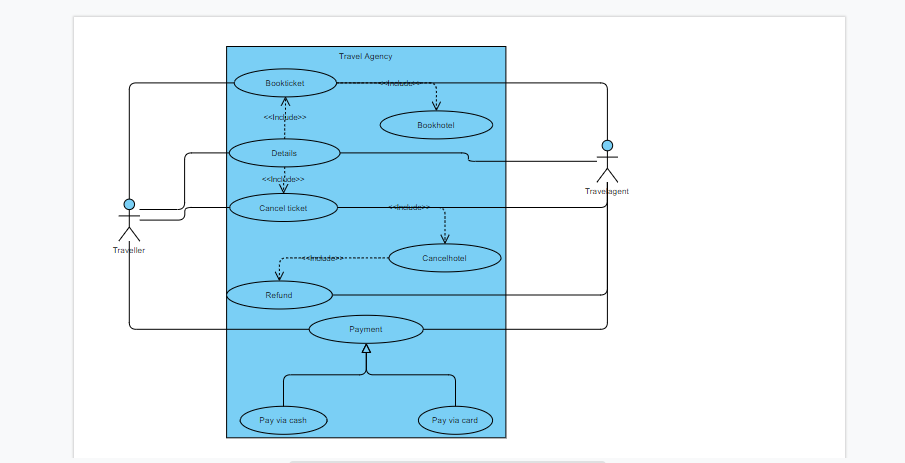 Travel Agency
Bookticket
<<Include>>
Bookhotel
<<Include>>
Details
<<Include>>
Travelagent
Cancel ticket
<<Include>>
Traveller
Cancelhotel
<<Include>>
Refund
Payment
Pay via cash
Pay via card